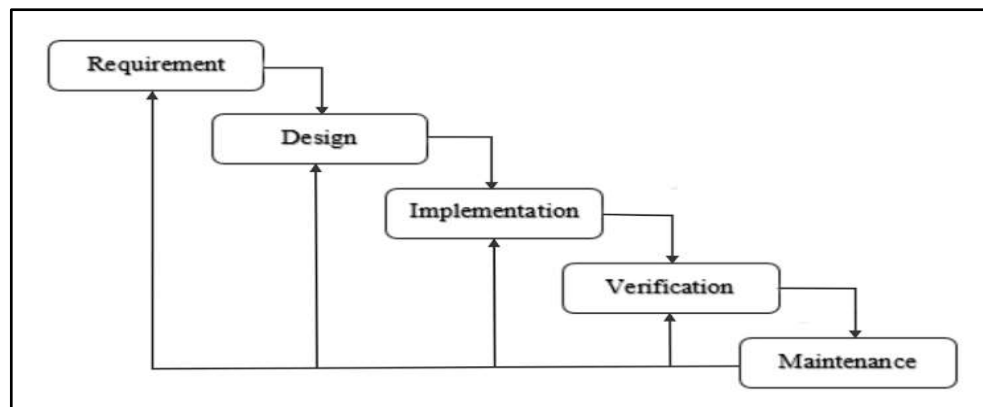 Requirement
Design
Implementation
Verification
Maintenance